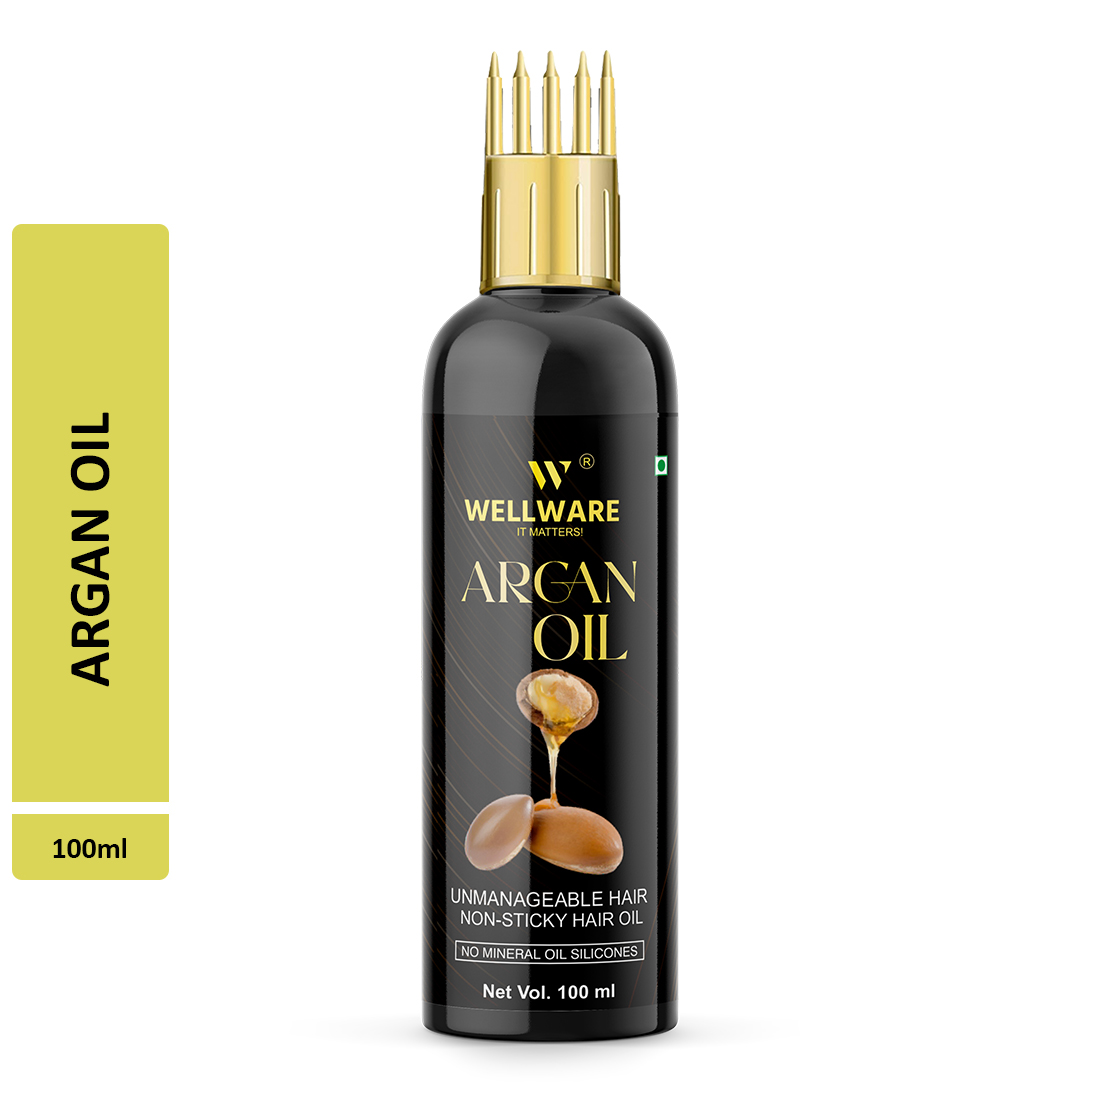 ARGAN OIL
100ml
W ®
WELLWARE
IT MATTERS!
ARGAN
OIL
UNMANAGEABLE HAIR
NON-STICKY HAIR OIL
NO MINERAL OIL SILICONES
Net Vol. 100 ml